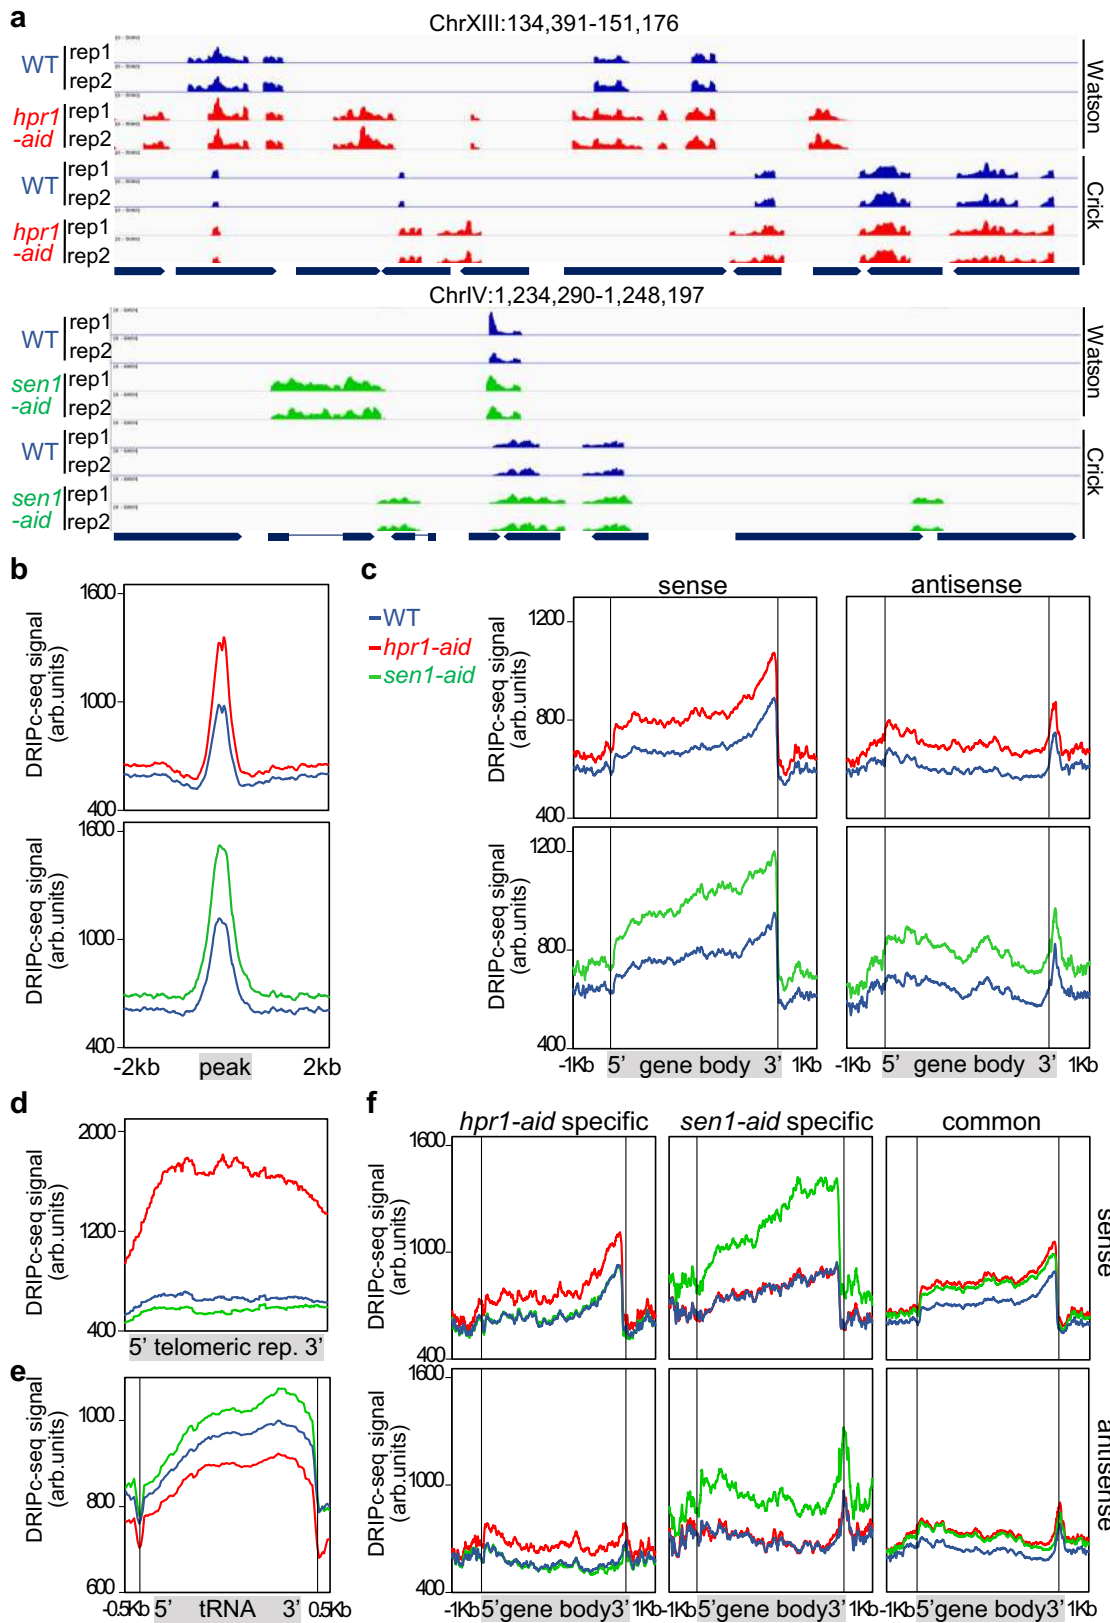 a
ChrXIII:134,391-151,176
WT
rep1
rep2
hpr1
-aid
rep1
rep2
Watson
WT
rep1
rep2
hpr1
-aid
rep1
rep2
Crick
ChrIV:1,234,290-1,248,197
WT
rep1
rep2
sen1
-aid
rep1
rep2
Watson
WT
rep1
rep2
sen1
-aid
rep1
rep2
Crick
b
DRIPc-seq signal
(arb.units)
1600
1000
400
DRIPc-seq signal
(arb.units)
1600
1000
400
-2kb peak 2kb
c
WT
hpr1-aid
sen1-aid
sense
antisense
DRIPc-seq signal
(arb.units)
1200
800
400
DRIPc-seq signal
(arb.units)
1200
800
400
-1Kb 5’ gene body 3’ 1Kb
-1Kb 5’ gene body 3’ 1Kb
d
DRIPc-seq signal
(arb.units)
2000
1200
400
5’ telomeric rep. 3’
e
DRIPc-seq signal
(arb.units)
1000
800
600
-0.5Kb 5’ tRNA 3’ 0.5Kb
f
hpr1-aid specific
sen1-aid specific
common
DRIPc-seq signal
(arb.units)
1600
1000
400
sense
DRIPc-seq signal
(arb.units)
1600
1000
400
antisense
-1Kb 5’ gene body 3’ 1Kb
-1Kb 5’ gene body 3’ 1Kb
-1Kb 5’ gene body 3’ 1Kb